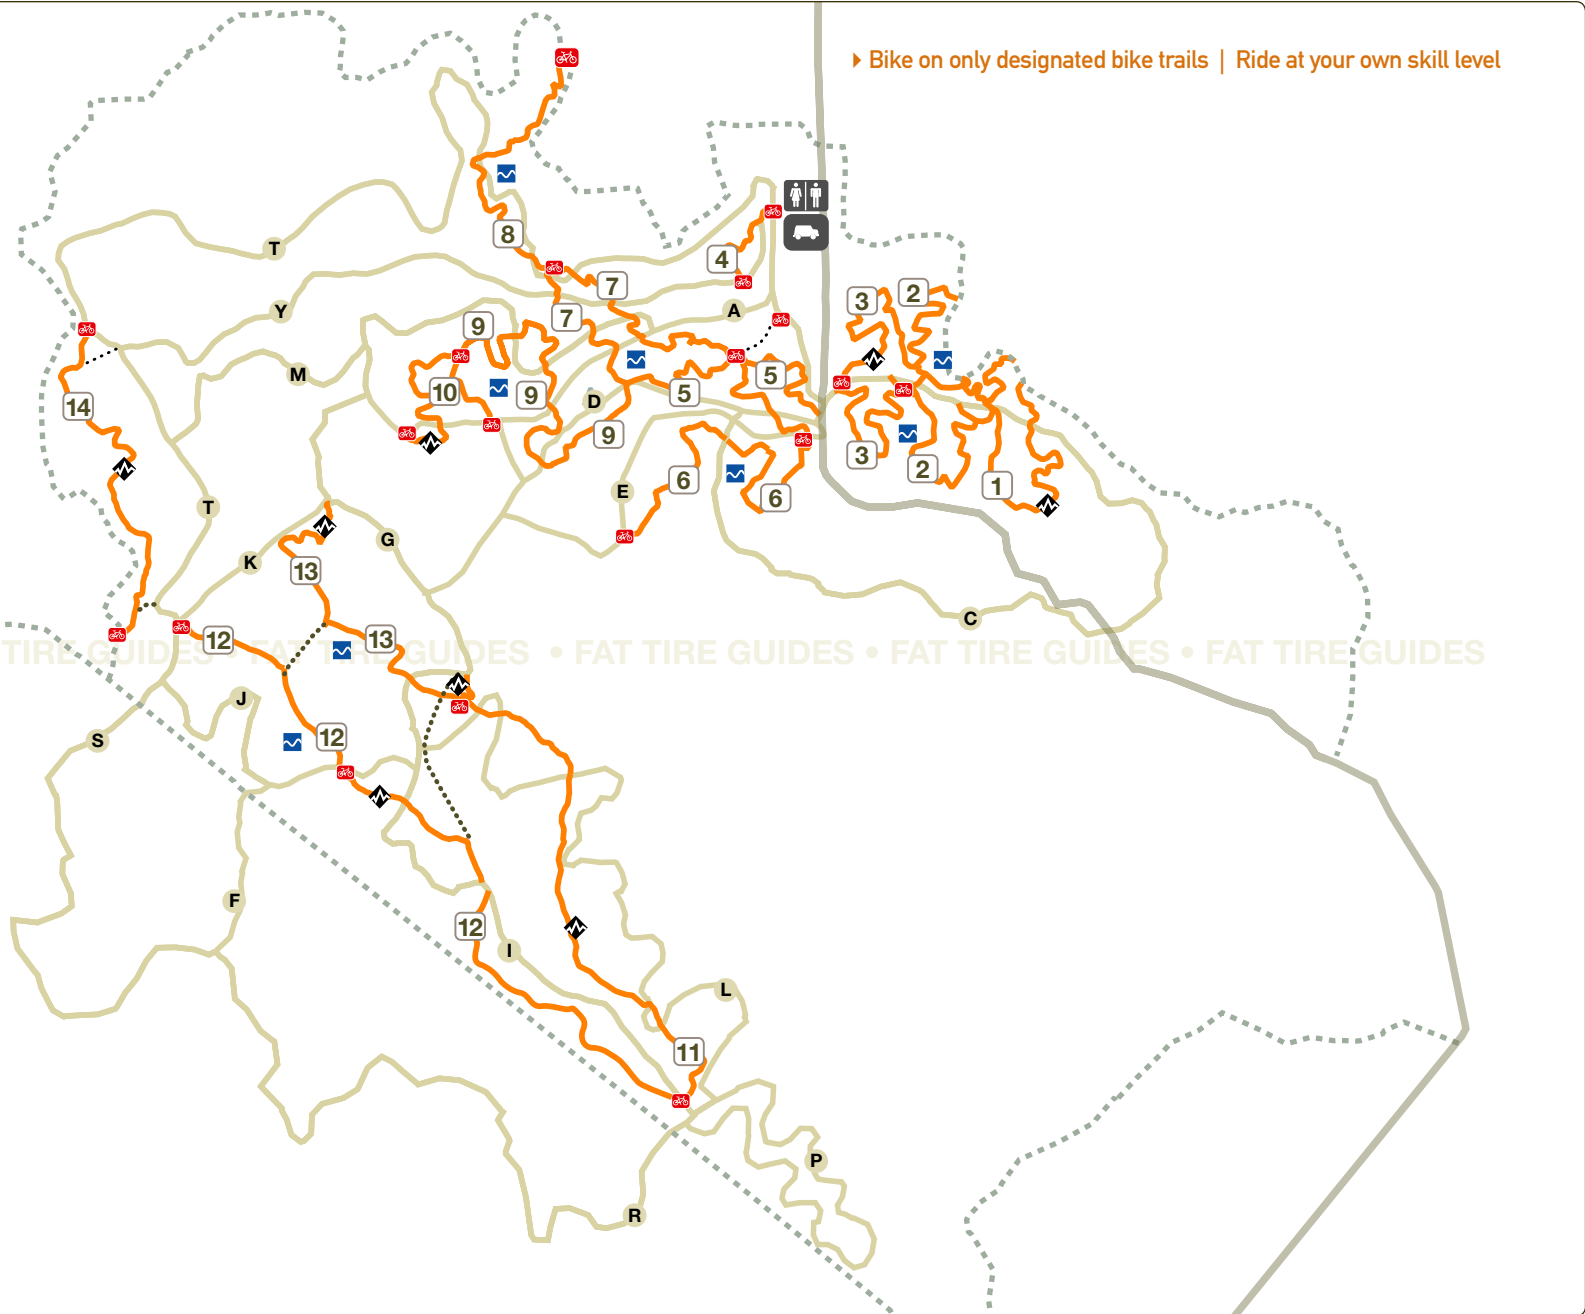 Bike on only designated bike trails | Ride at your own skill level
8
4
T
7
3
2
Y
A
7
9
M
5
10
9
5
14
D
9
3
2
6
1
E
6
T
G
K
13
C
12
13
TIRE GUIDES • FAT TIRE GUIDES • FAT TIRE GUIDES • FAT TIRE GUIDES • FAT TIRE GUIDES
J
12
S
F
12
I
L
11
P
R